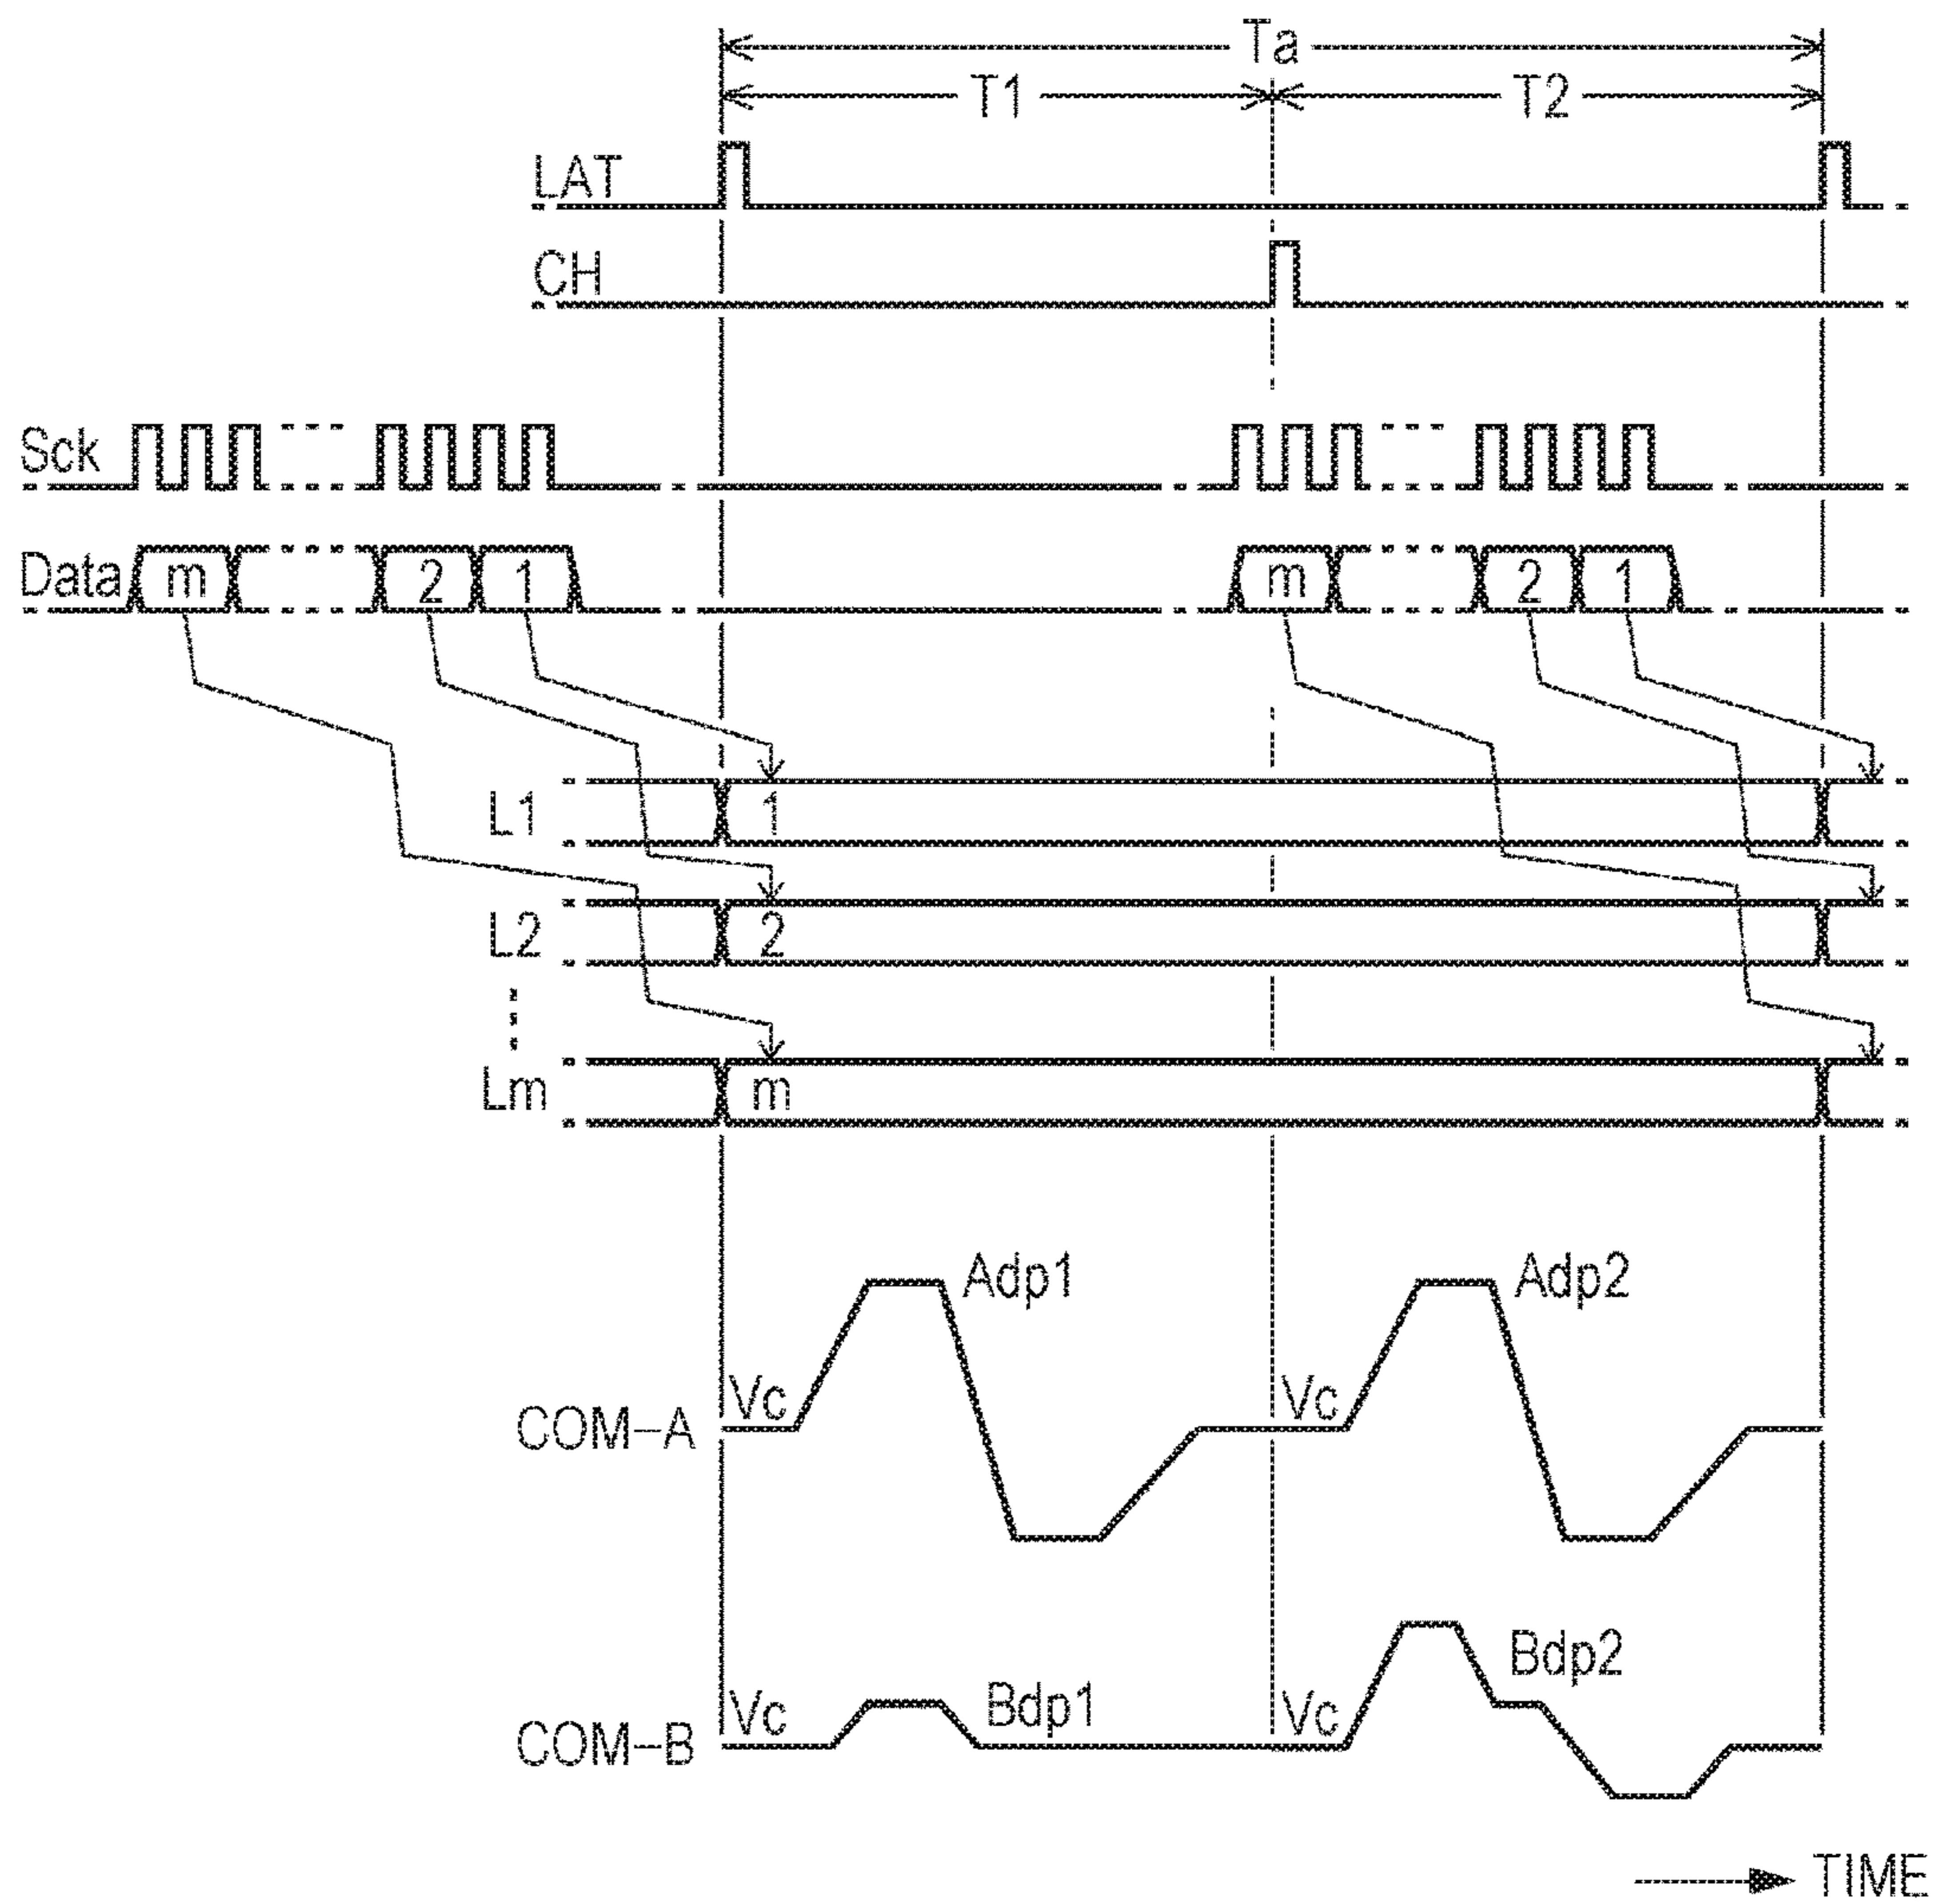 Ta
T1 T2
LAT
CH
Sck
Data m 2 1 m 2 1
L1 1
L2 2
Lm m
Adp1 Adp2
COM-A Vc Vc
Bdp1 Bdp2
COM-B Vc Vc
TIME